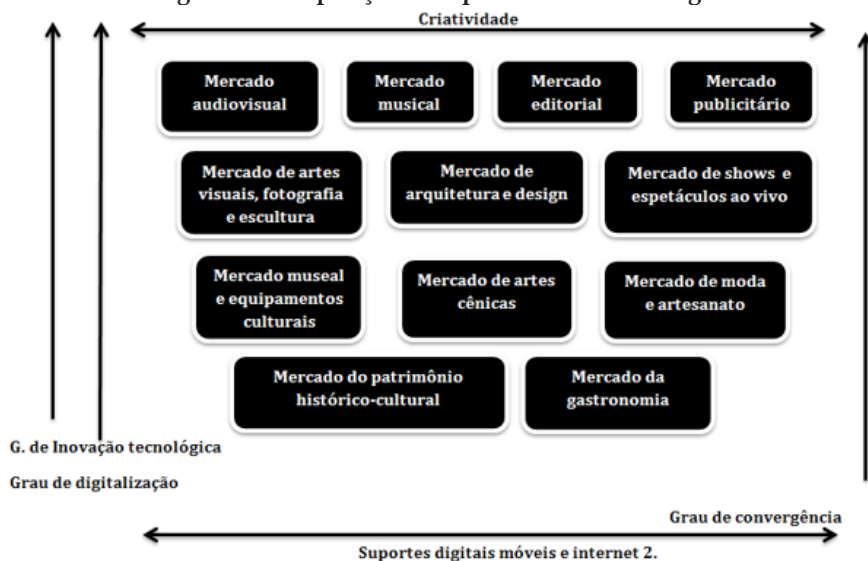 Criatividade
Mercado
audiovisual
Mercado
musical
Mercado
editorial
Mercado
publicitário
Mercado de artes
visuais, fotografia
e escultura
Mercado de
arquitetura e design
Mercado de shows e
espetáculos ao vivo
Mercado museal
e equipamentos
culturais
Mercado de artes
cênicas
Mercado de moda
e artesanato
Mercado do patrimônio
histórico-cultural
Mercado da
gastronomia
G. de Inovação tecnológica
Grau de digitalização
Grau de convergência
Suportes digitais móveis e internet 2.